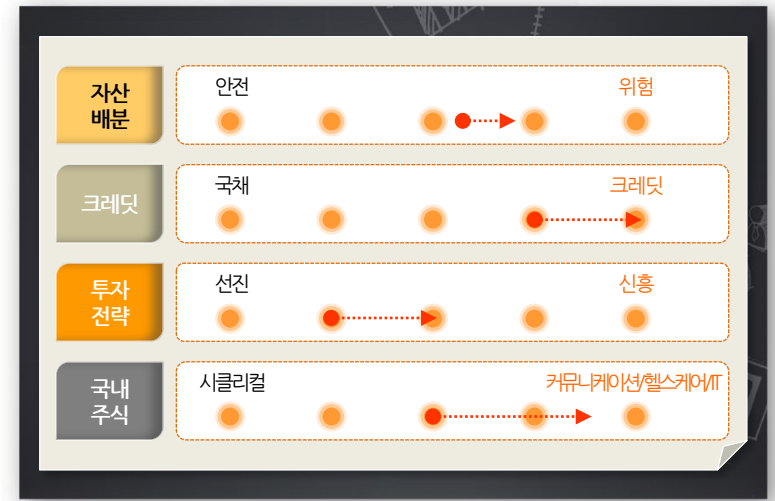 자산
배분
안전
위험
크레딧
국채
크레딧
투자
전략
선진
신흥
국내
주식
시클리컬
커뮤니케이션/헬스케어/IT